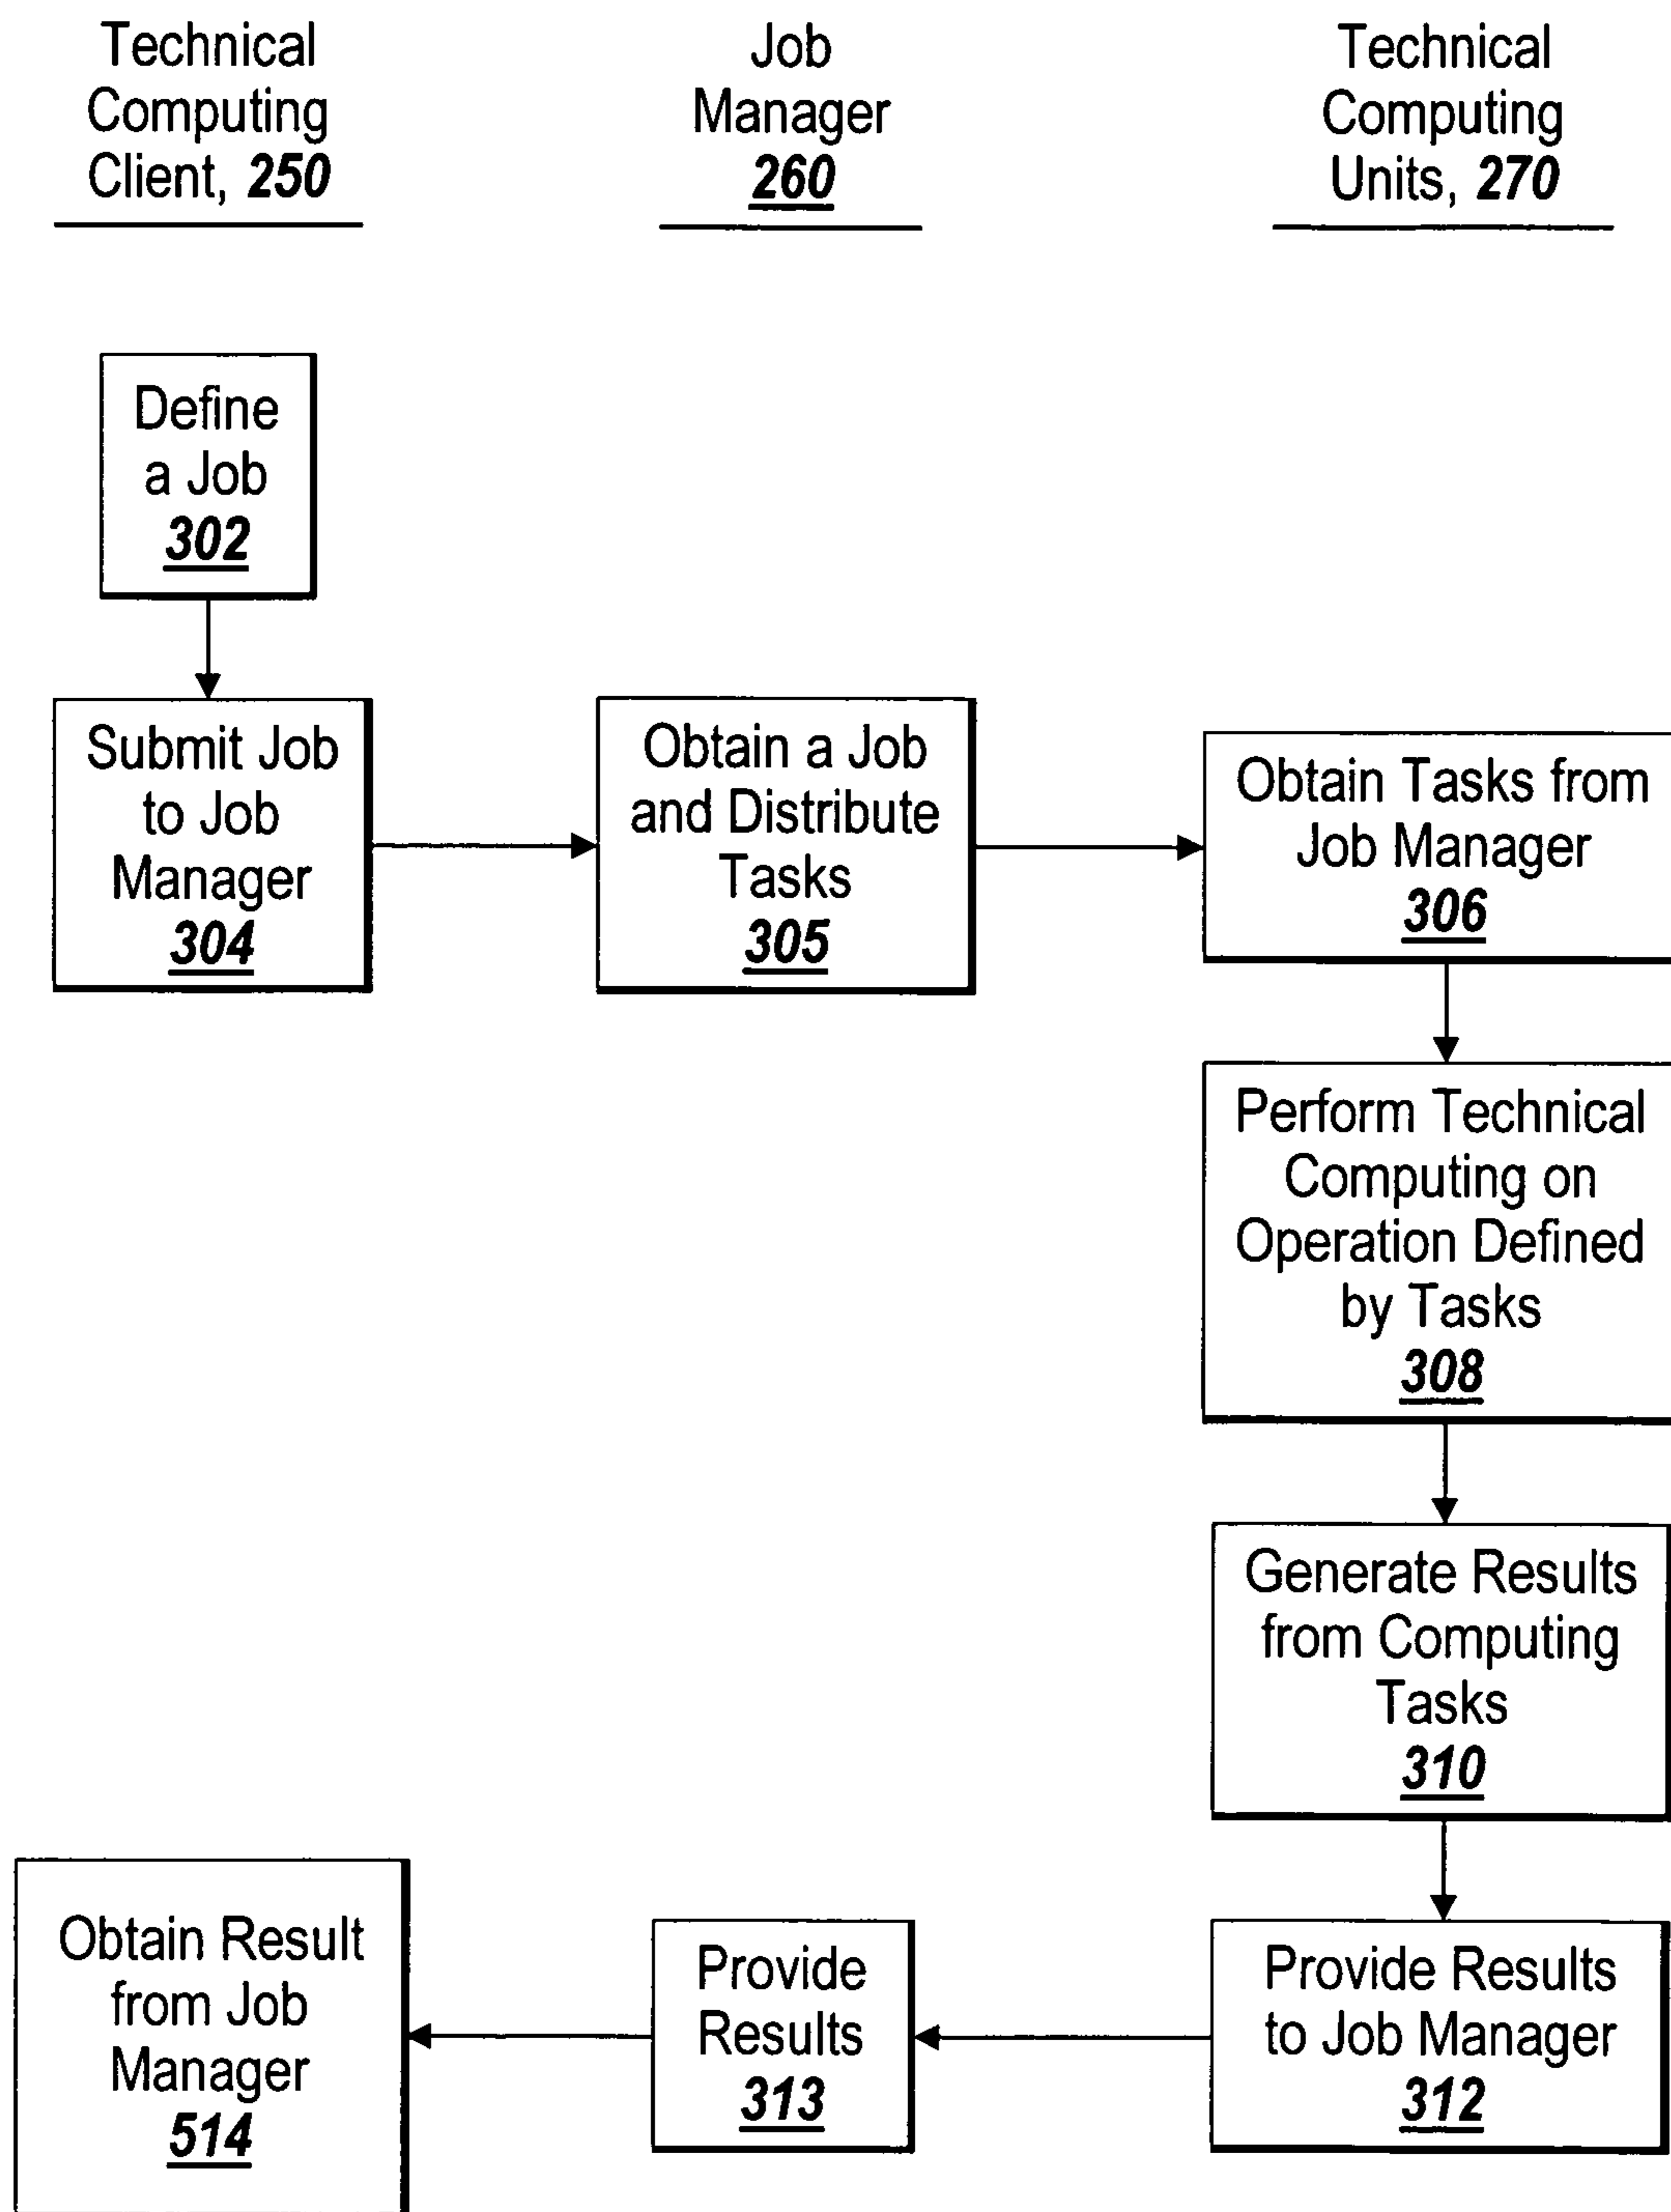 Technical
Computing
Client, 250
Job
Manager
260
Technical
Computing
Units, 270
Define
a Job
302
Submit Job
to Job
Manager
304
Obtain a Job
and Distribute
Tasks
305
Obtain Tasks from
Job Manager
306
Perform Technical
Computing on
Operation Defined
by Tasks
308
Generate Results
from Computing
Tasks
310
Provide Results
to Job Manager
312
Provide
Results
313
Obtain Result
from Job
Manager
514